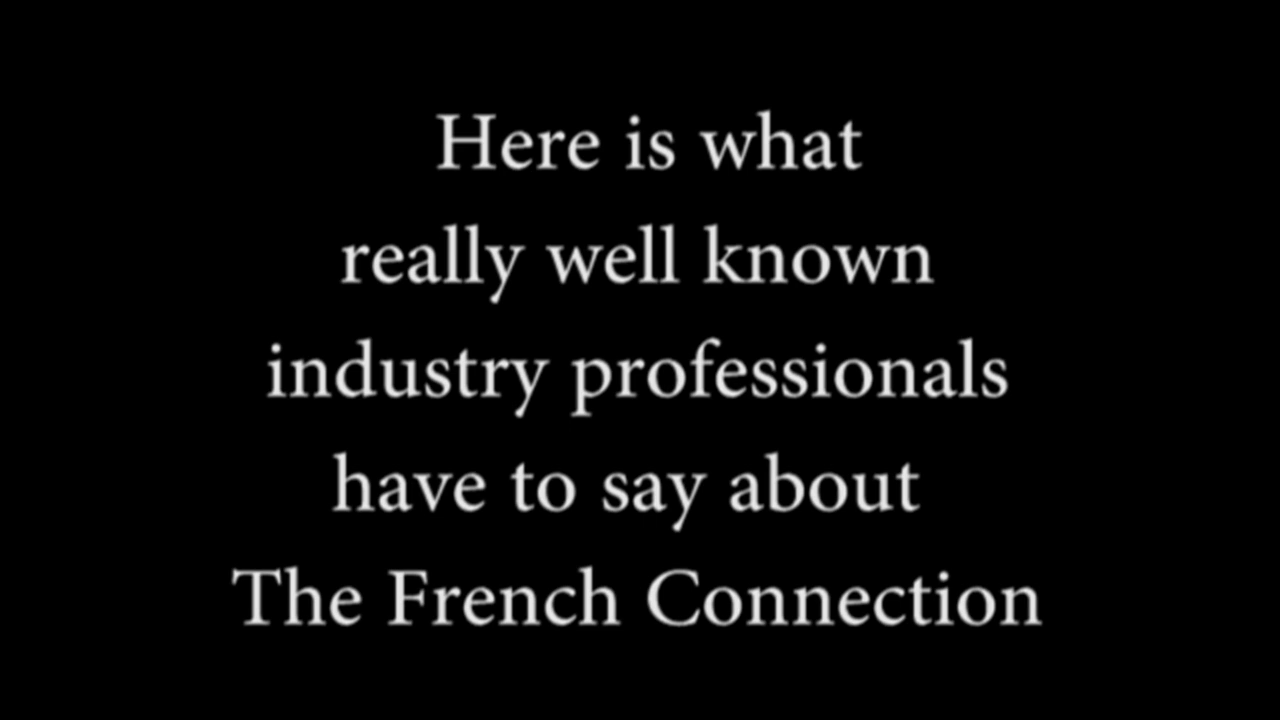 Here is what
really well known
industry professionals
have to say about
The French Connection